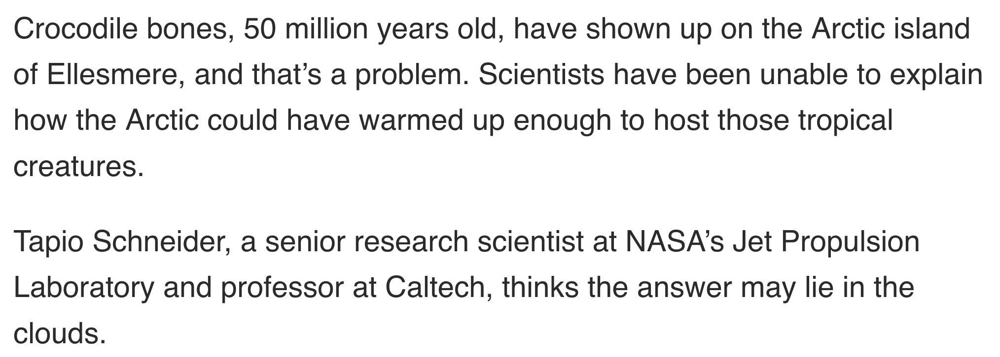 Crocodile bones, 50 million years old, have shown up on the Arctic island
of Ellesmere, and that’s a problem. Scientists have been unable to explain
how the Arctic could have warmed up enough to host those tropical
creatures.
Tapio Schneider, a senior research scientist at NASA’s Jet Propulsion
Laboratory and professor at Caltech, thinks the answer may lie in the
clouds.